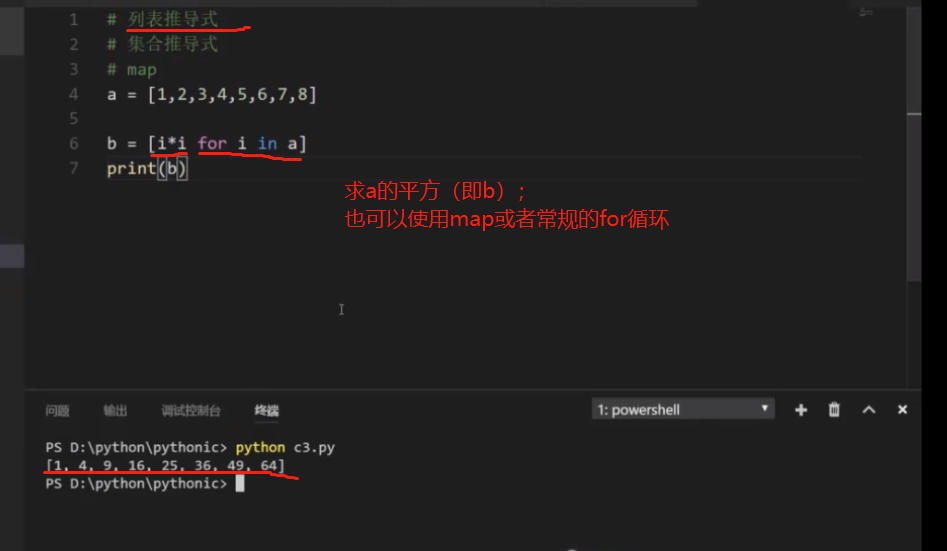 1 # 列表推导式
2 # 集合推导式
3 # map
4 a = [1,2,3,4,5,6,7,8]
5
6 b = [i*i for i in a]
7 print(b)
求a的平方（即b）；
也可以使用map或者常规的for循环
问题 输出 调试控制台 终端 1: powershell
PS D:\python\pythonic> python c3.py
[1, 4, 9, 16, 25, 36, 49, 64]
PS D:\python\pythonic>